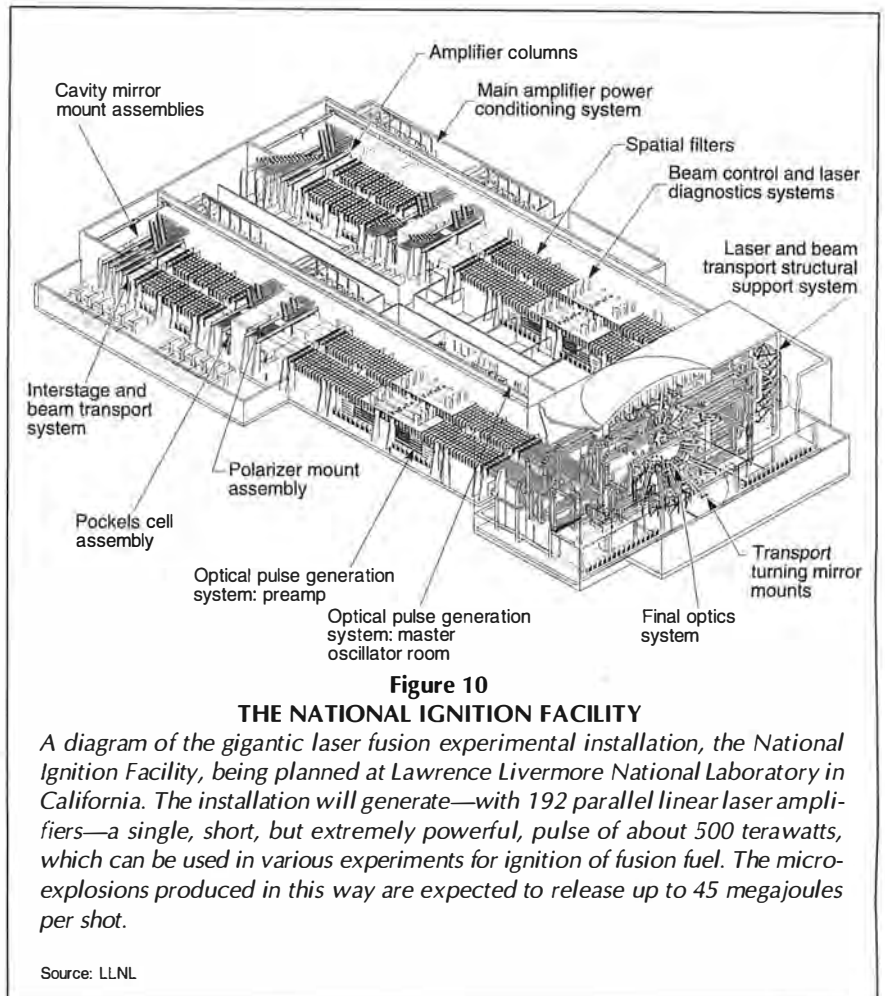 Amplifier columns
Cavity mirror
mount assemblies
Main amplifier power
conditioning system
Spatial filters
Beam control and laser
diagnostics systems
Laser and beam
transport structural
support system
Interstage and
beam transport
system
Polarizer mount
assembly
Pockels cell
assembly
Optical pulse generation
system: preamp
Optical pulse generation
system: master
oscillator room
Final optics
system
Transport
turning mirror
mounts
Figure 10
THE NATIONAL IGNITION FACILITY
A diagram of the gigantic laser fusion experimental installation, the National
Ignition Facility, being planned at Lawrence Livermore National Laboratory in
California. The installation will generate—with 192 parallel linear laser ampli-
fiers—a single, short, but extremely powerful, pulse of about 500 terawatts,
which can be used in various experiments for ignition of fusion fuel. The micro-
explosions produced in this way are expected to release up to 45 megajoules
per shot.
Source: LLNL